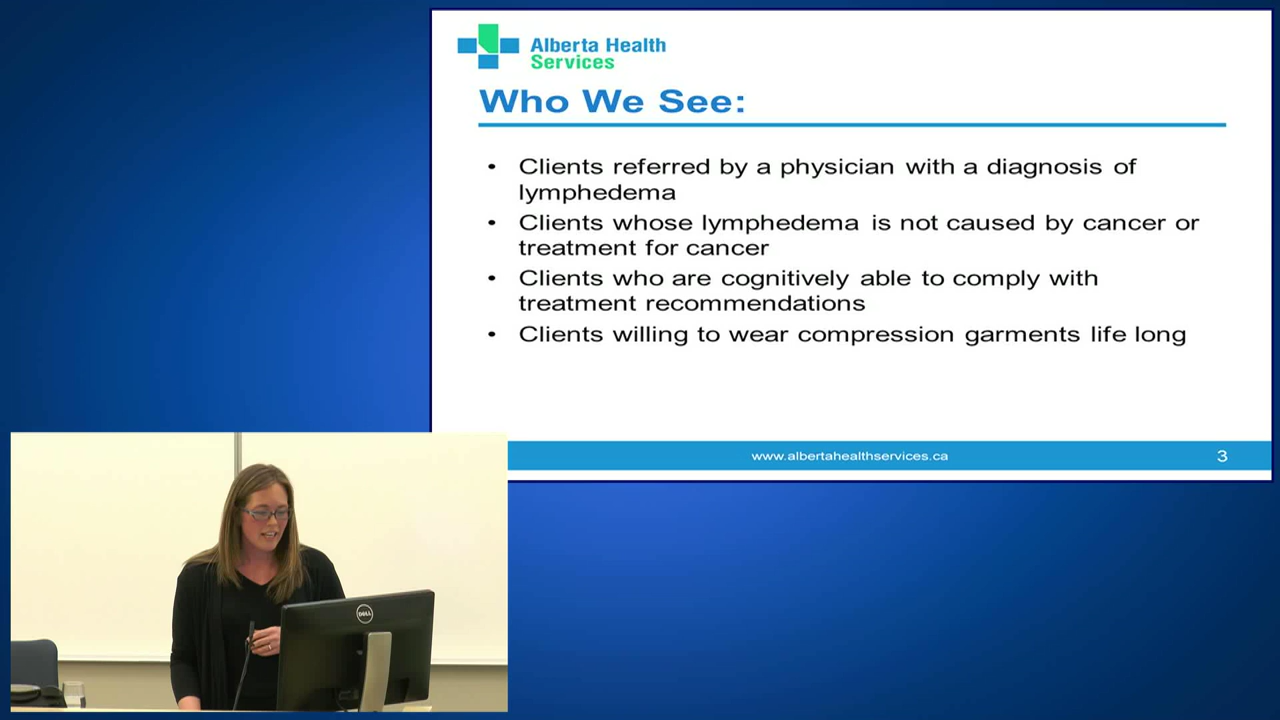 Alberta Health
Services
Who We See:
• Clients referred by a physician with a diagnosis of
lymphedema
• Clients whose lymphedema is not caused by cancer or
treatment for cancer
• Clients who are cognitively able to comply with
treatment recommendations
• Clients willing to wear compression garments life long
www.albertahealthservices.ca
3
DELL